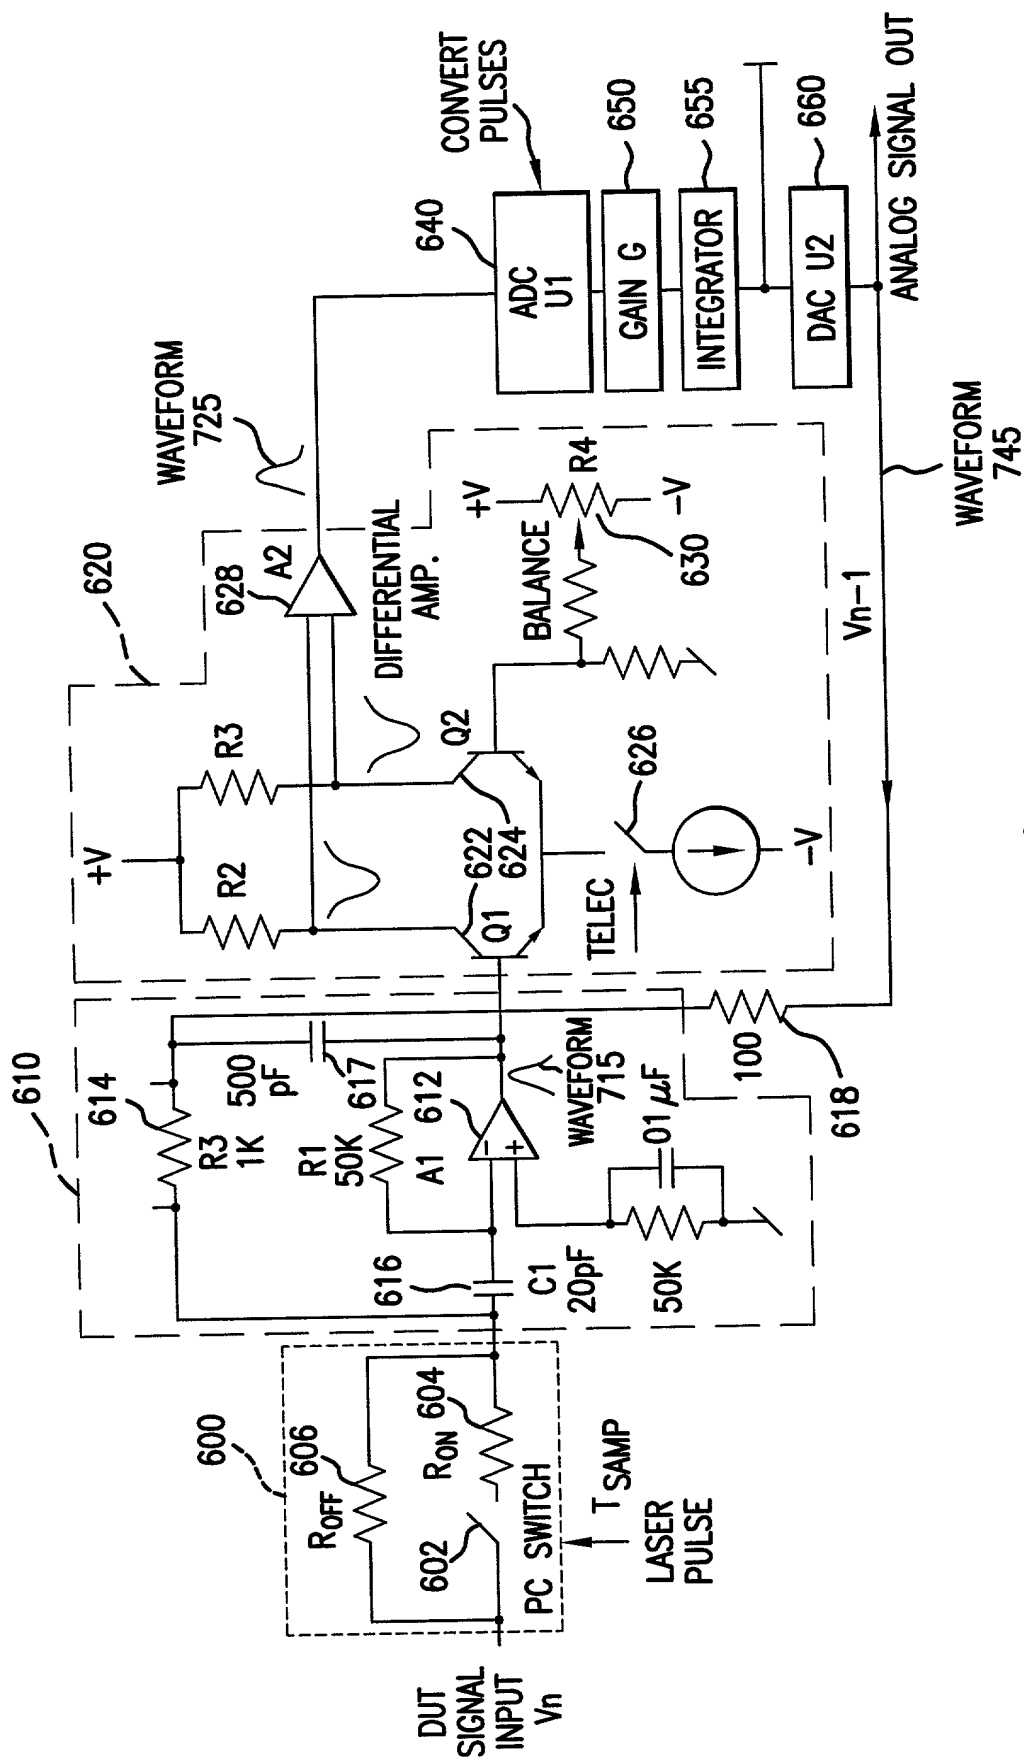 DUT
SIGNAL
INPUT
Vn
600
606
ROFF
602
604
RON
PC SWITCH
TSAMP
LASER
PULSE
610
614
R3
1K
500
pF
617
R1
50K
A1
612
616
C1
20pF
50K
01 µF
WAVEFORM
715
100
618
620
+V
R2
R3
Q1
622
624
Q2
TELEC
626
-V
628
A2
DIFFERENTIAL
AMP.
BALANCE
+V
R4
630
-V
WAVEFORM
725
640
ADC
U1
CONVERT
PULSES
GAIN G
650
INTEGRATOR
655
DAC U2
660
ANALOG SIGNAL OUT
WAVEFORM
745
Vn-1